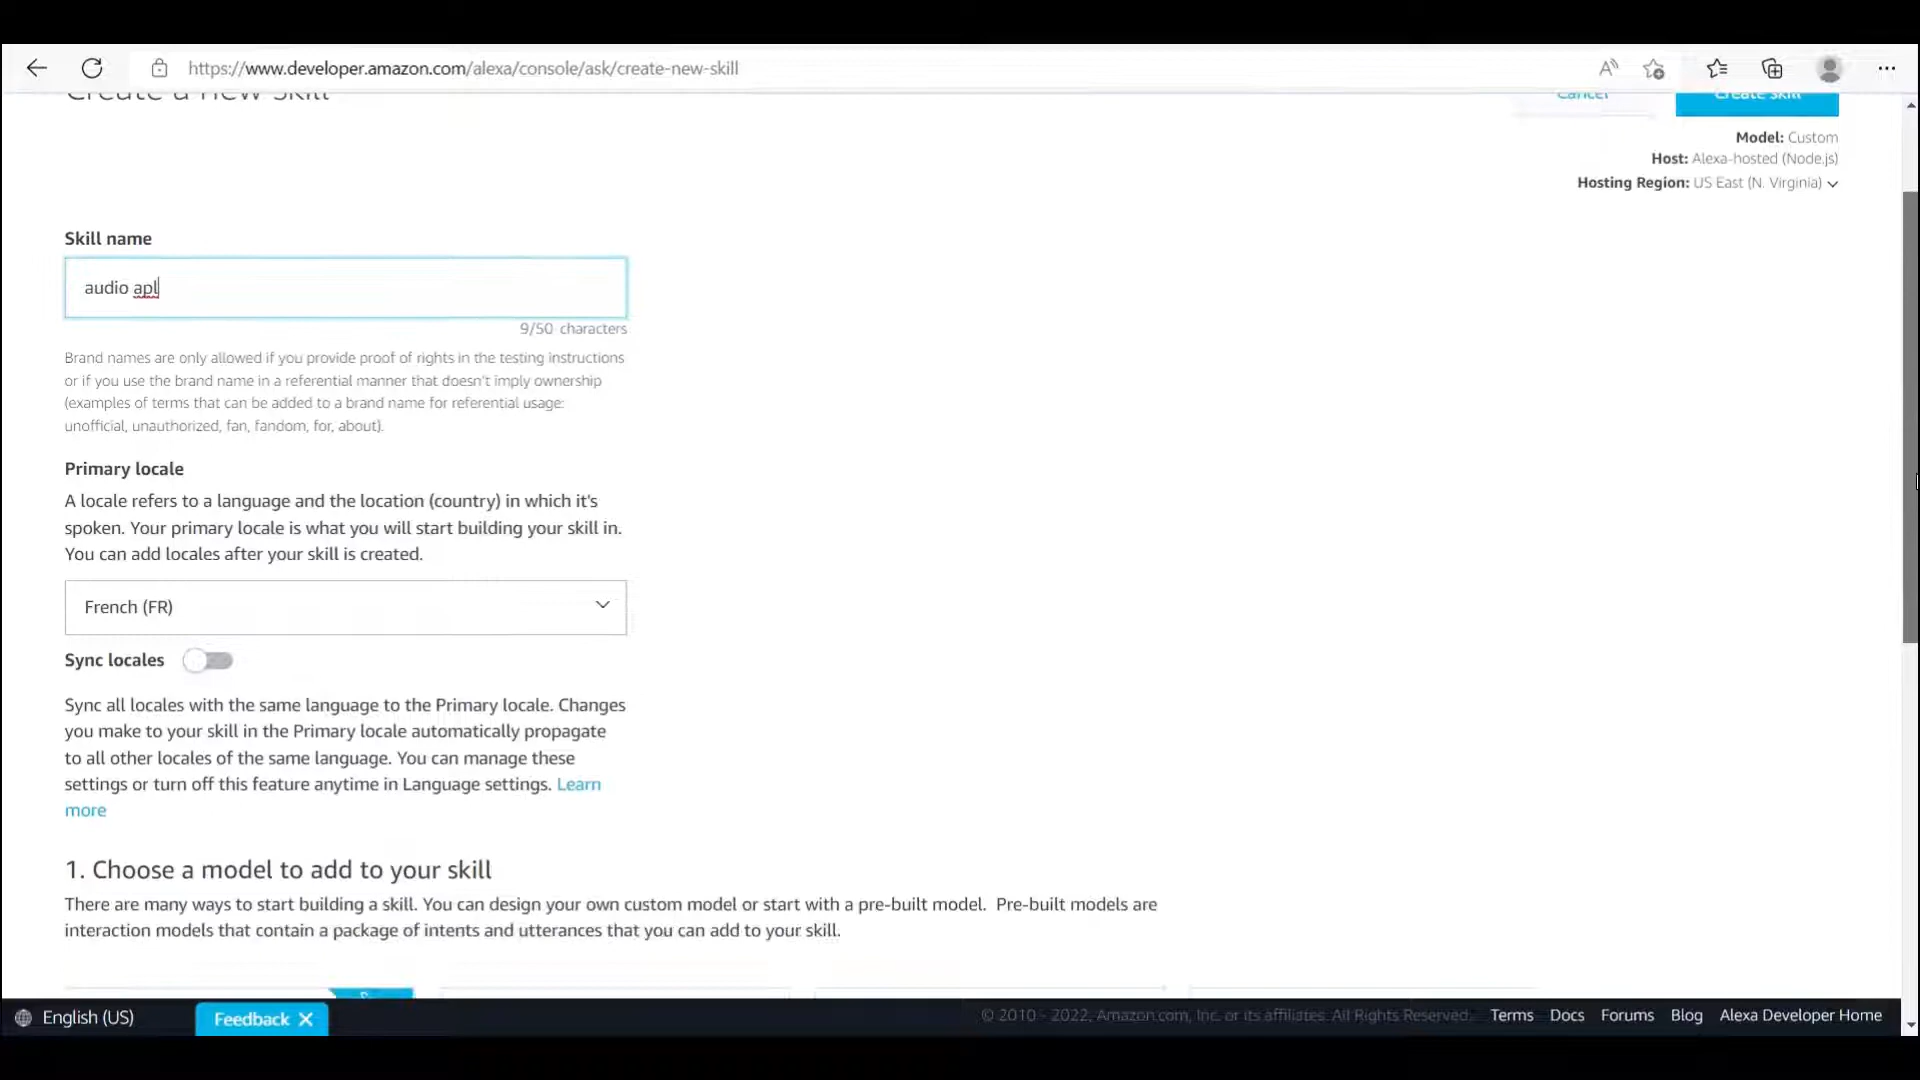 https://www.developer.amazon.com/alexa/console/ask/create-new-skill
Create a new skill
Cancel
Create skill
Model: Custom
Host: Alexa-hosted (Node.js)
Hosting Region: US East (N. Virginia)
Skill name
audio apl
9/50 characters
Brand names are only allowed if you provide proof of rights in the testing instructions
or if you use the brand name in a referential manner that doesn't imply ownership
(examples of terms that can be added to a brand name for referential usage:
unofficial, unauthorized, fan, fandom, for, about).
Primary locale
A locale refers to a language and the location (country) in which it's
spoken. Your primary locale is what you will start building your skill in.
You can add locales after your skill is created.
French (FR)
Sync locales
Sync all locales with the same language to the Primary locale. Changes
you make to your skill in the Primary locale automatically propagate
to all other locales of the same language. You can manage these
settings or turn off this feature anytime in Language settings. Learn
more
1. Choose a model to add to your skill
There are many ways to start building a skill. You can design your own custom model or start with a pre-built model. Pre-built models are
interaction models that contain a package of intents and utterances that you can add to your skill.
English (US)
Feedback
© 2010 - 2022, Amazon.com, Inc. or its affiliates. All Rights Reserved.
Terms
Docs
Forums
Blog
Alexa Developer Home